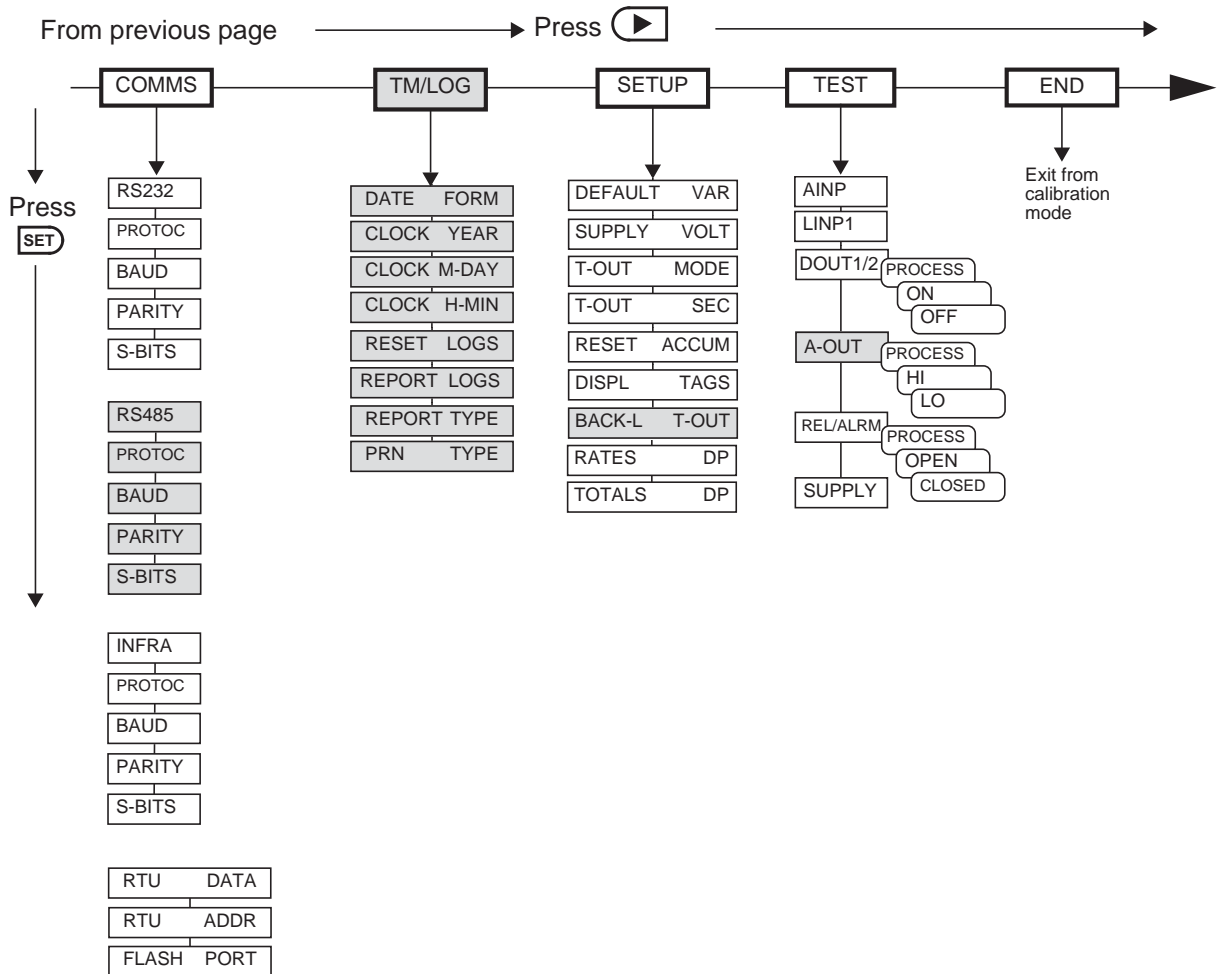 From previous page
Press
COMMS
TM/LOG
SETUP
TEST
END
Press
SET
RS232
PROTOC
BAUD
PARITY
S-BITS
RS485
PROTOC
BAUD
PARITY
S-BITS
INFRA
PROTOC
BAUD
PARITY
S-BITS
RTU DATA
RTU ADDR
FLASH PORT
DATE FORM
CLOCK YEAR
CLOCK M-DAY
CLOCK H-MIN
RESET LOGS
REPORT LOGS
REPORT TYPE
PRN TYPE
DEFAULT VAR
SUPPLY VOLT
T-OUT MODE
T-OUT SEC
RESET ACCUM
DISPL TAGS
BACK-L T-OUT
RATES DP
TOTALS DP
AINP
LINP1
DOUT1/2
PROCESS
ON
OFF
A-OUT
PROCESS
HI
LO
REL/ALRM
PROCESS
OPEN
CLOSED
SUPPLY
Exit from
calibration
mode